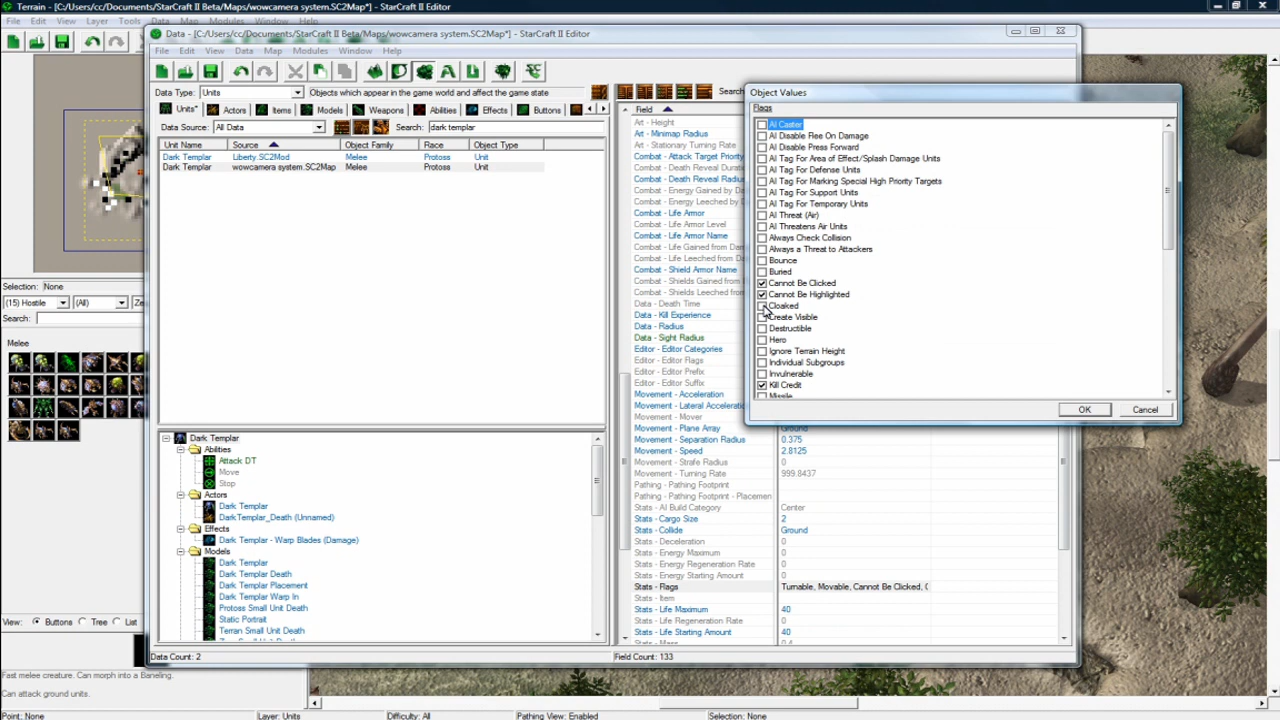 Terrain - [C:/Users/cc/Documents/StarCraft II Beta/Maps/wowcamera system.SC2Map*] - StarCraft II Editor
File Edit View Layer Tools Data Map Modules Window Help
Data - [C:/Users/cc/Documents/StarCraft II Beta/Maps/wowcamera system.SC2Map*] - StarCraft II Editor
File Edit View Data Map Modules Window Help
Data Type: Units Objects which appear in the game world and affect the game state
Units* Actors Items Models Weapons Abilities Effects Buttons
Data Source: All Data Search: dark templar
Unit Name Source Object Family Race Object Type
Dark Templar Liberty.SC2Mod Melee Protoss Unit
Dark Templar wowcamera system.SC2Map Melee Protoss Unit
Selection: None
(15) Hostile (All)
Search:
Melee
View: Buttons Tree List
Fast melee creature. Can morph into a Baneling.
Can attack ground units.
Dark Templar
Abilities
Attack DT
Move
Stop
Actors
Dark Templar
DarkTemplar_Death (Unnamed)
Effects
Dark Templar - Warp Blades (Damage)
Models
Dark Templar
Dark Templar Death
Dark Templar Placement
Dark Templar Warp In
Protoss Small Unit Death
Static Portrait
Terran Small Unit Death
Data Count: 2
Search
Field
Art - Height
Art - Minimap Radius
Art - Stationary Turning Rate
Combat - Attack Target Priority
Combat - Death Reveal Duratio
Combat - Death Reveal Radius
Combat - Energy Gained by Da
Combat - Energy Leeched from
Combat - Life Armor
Combat - Life Armor Level
Combat - Life Armor Name
Combat - Life Gained from Dam
Combat - Life Leeched from Da
Combat - Shield Armor Name
Combat - Shields Gained from D
Combat - Shields Leeched from
Data - Death Time
Data - Kill Experience
Data - Radius
Data - Sight Radius
Editor - Editor Categories
Editor - Editor Flags
Editor - Editor Prefix
Editor - Editor Suffix
Movement - Acceleration
Movement - Lateral Acceleratio
Movement - Mover Ground
Movement - Plane Array
Movement - Separation Radius 0.375
Movement - Speed 2.8125
Movement - Strafe Radius 0
Movement - Turning Rate 999.8437
Pathing - Pathing Footprint
Pathing - Pathing Footprint - Placemen
Stats - AI Build Category Center
Stats - Cargo Size 2
Stats - Collide Ground
Stats - Deceleration 0
Stats - Energy Maximum 0
Stats - Energy Regeneration Rate 0
Stats - Energy Starting Amount 0
Stats - Flags Turnable, Movable, Cannot Be Clicked, C
Stats - Item
Stats - Life Maximum 40
Stats - Life Regeneration Rate 0
Stats - Life Starting Amount 40
Field Count: 133
Object Values
Flags
AI Caster
AI Disable Flee On Damage
AI Disable Press Forward
AI Tag For Area of Effect/Splash Damage Units
AI Tag For Defense Units
AI Tag For Marking Special High Priority Targets
AI Tag For Support Units
AI Tag For Temporary Units
AI Threat (Air)
AI Threatens Air Units
Always Check Collision
Always a Threat to Attackers
Bounce
Buried
Cannot Be Clicked
Cannot Be Highlighted
Cloaked
Create Visible
Destructible
Hero
Ignore Terrain Height
Individual Subgroups
Invulnerable
Kill Credit
Missile
OK Cancel
Point: None Layer: Units Difficulty: All Pathing View: Enabled Selection: None